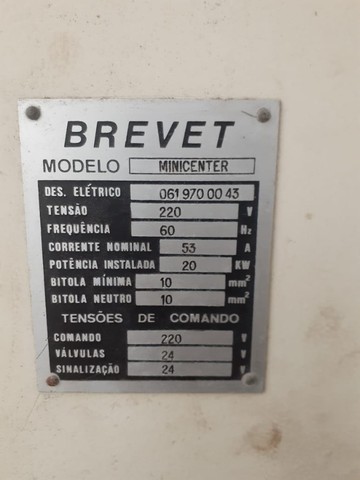 BREVET
MODELO MINICENTER
DES. ELÉTRICO 061 970 00 43
TENSÃO 220 V
FREQUÊNCIA 60 Hz
CORRENTE NOMINAL 53 A
POTÊNCIA INSTALADA 20 KW
BITOLA MÍNIMA 10 mm²
BITOLA NEUTRO 10 mm²
TENSÕES DE COMANDO
COMANDO 220 V
VÁLVULAS 24 V
SINALIZAÇÃO 24 V